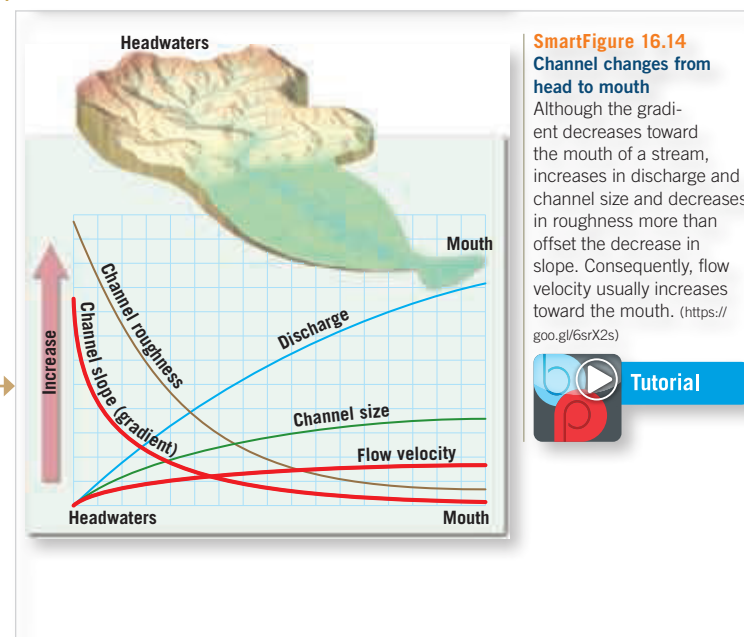 Headwaters
Mouth
Increase
Channel roughness
Channel slope (gradient)
Discharge
Channel size
Flow velocity
Headwaters
Mouth
SmartFigure 16.14
Channel changes from
head to mouth
Although the gradi-
ent decreases toward
the mouth of a stream,
increases in discharge and
channel size and decreases
in roughness more than
offset the decrease in
slope. Consequently, flow
velocity usually increases
toward the mouth. (https://
goo.gl/6srX2s)
Tutorial